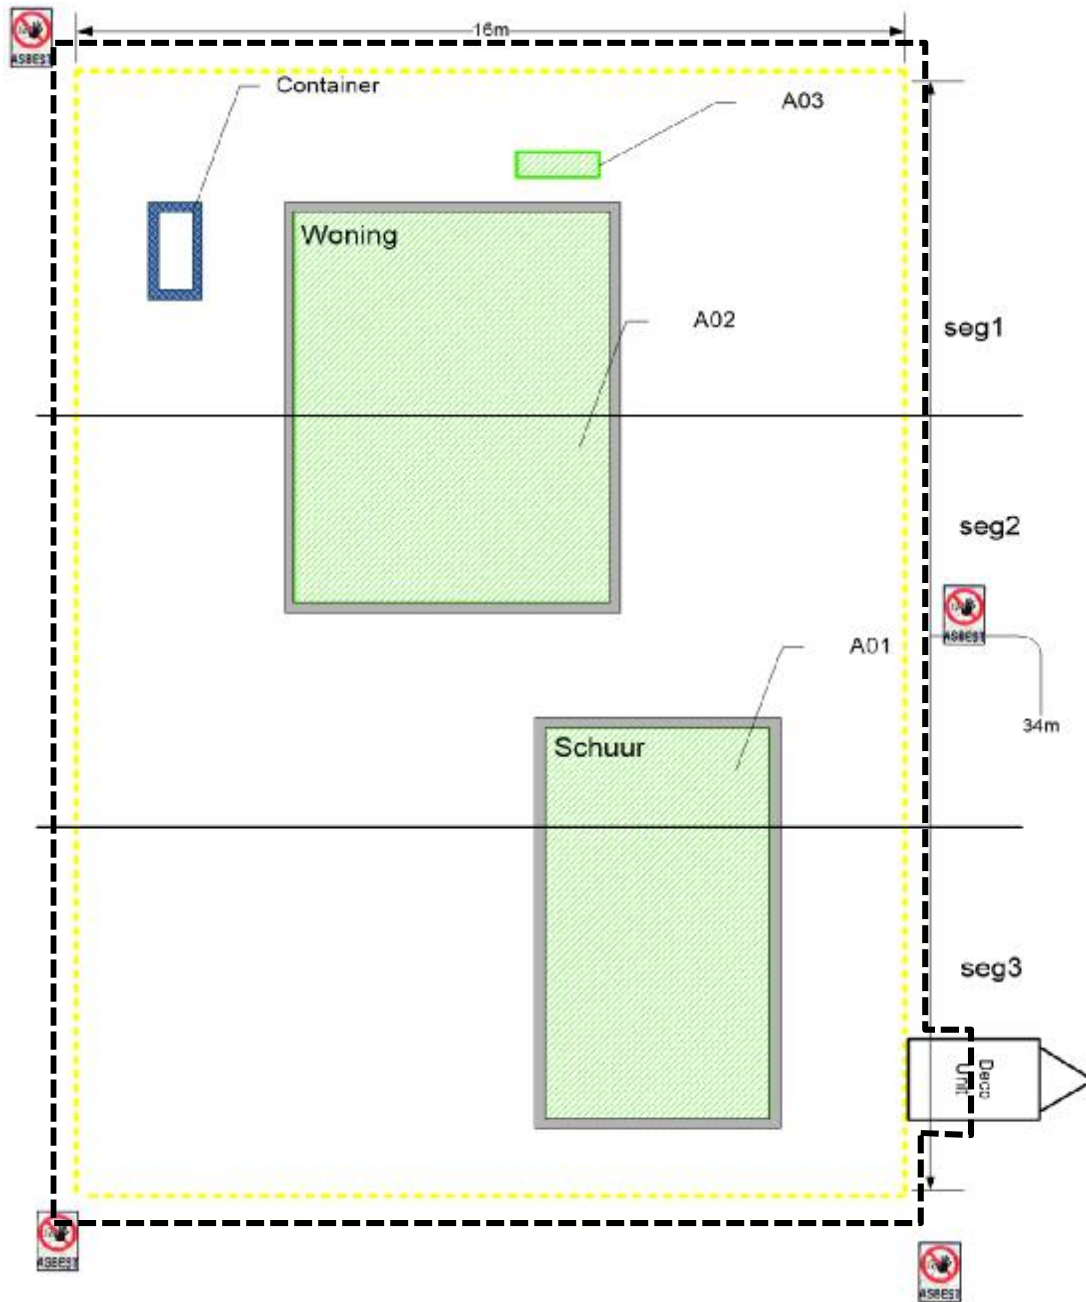 16m
ASBEST
Container
A03
Woning
A02
seg1
seg2
ASBEST
A01
34m
Schuur
seg3
Deco
Unit
ASBEST
ASBEST